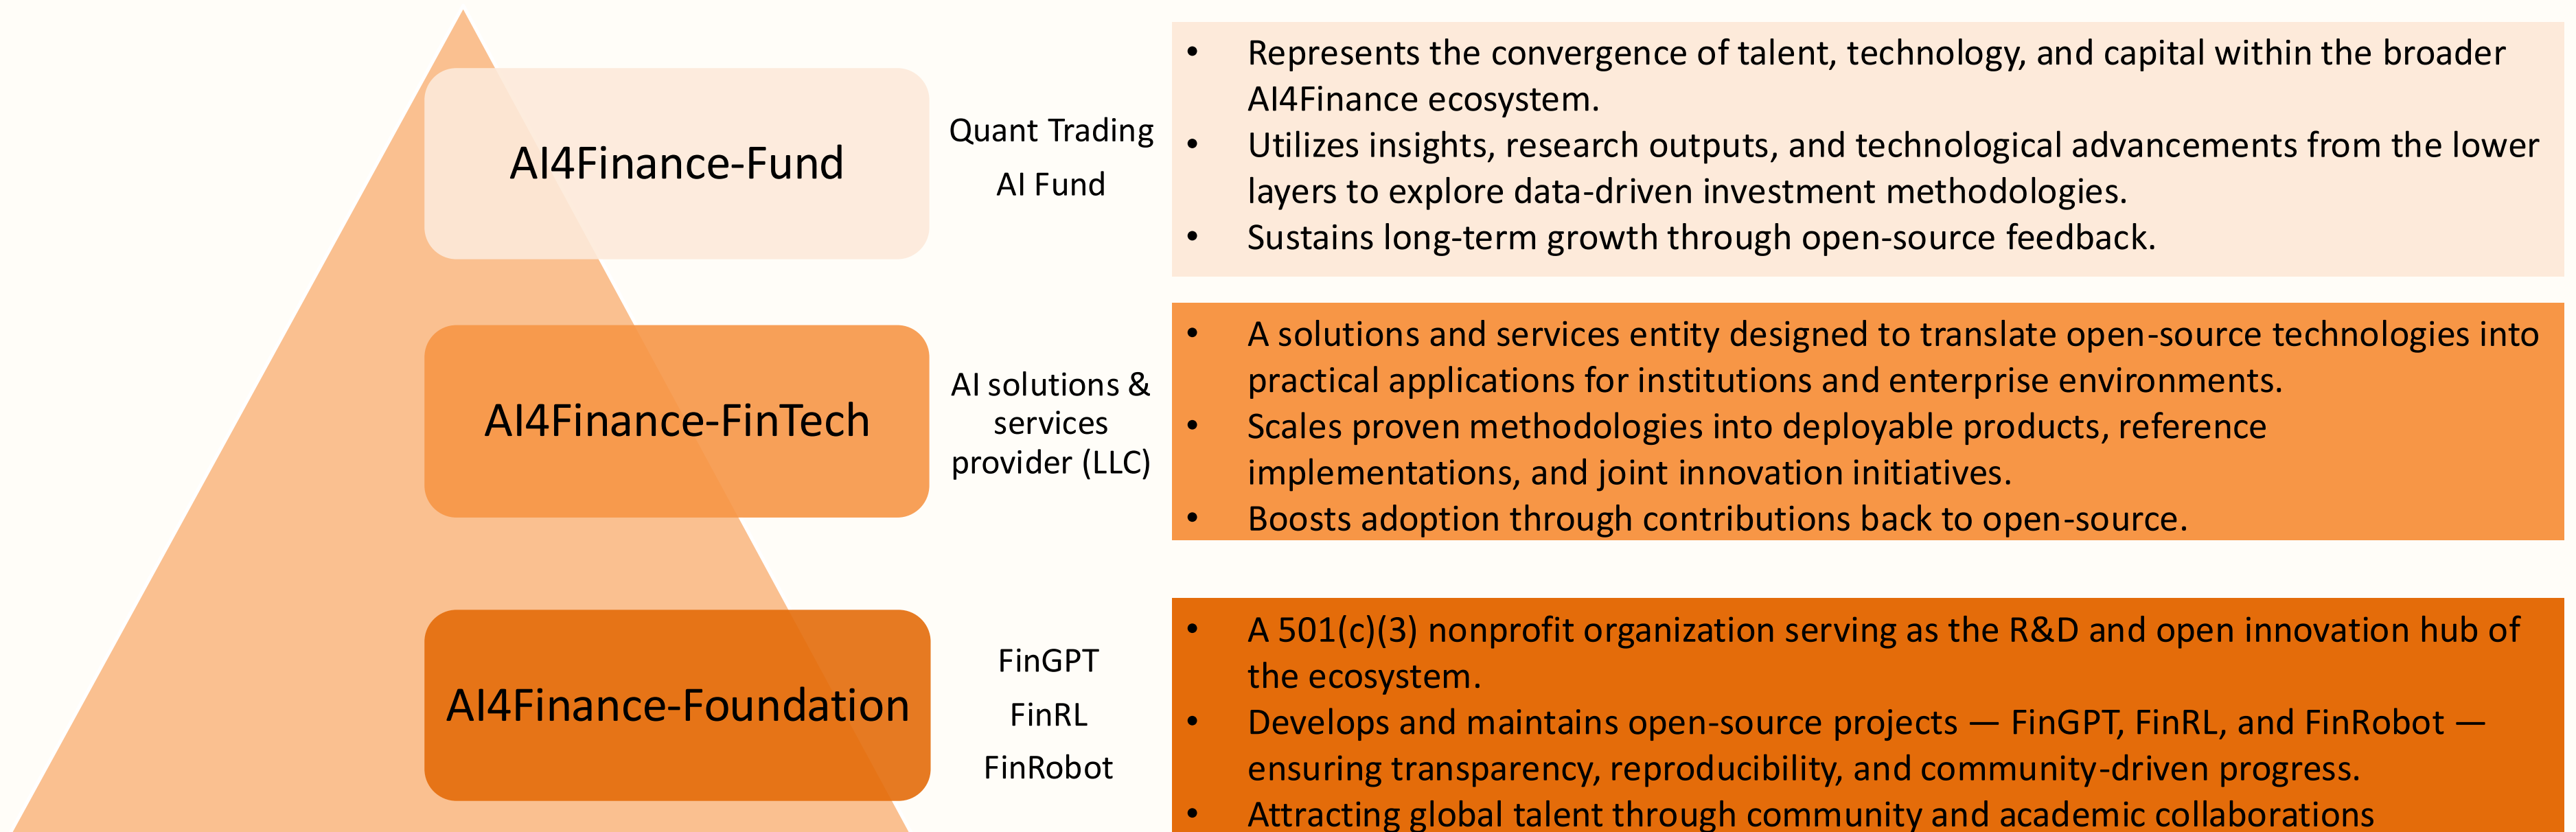 AI4Finance-Fund
Quant Trading
AI Fund
• Represents the convergence of talent, technology, and capital within the broader
AI4Finance ecosystem.
• Utilizes insights, research outputs, and technological advancements from the lower
layers to explore data-driven investment methodologies.
• Sustains long-term growth through open-source feedback.
AI4Finance-FinTech
AI solutions &
services
provider (LLC)
• A solutions and services entity designed to translate open-source technologies into
practical applications for institutions and enterprise environments.
• Scales proven methodologies into deployable products, reference
implementations, and joint innovation initiatives.
• Boosts adoption through contributions back to open-source.
AI4Finance-Foundation
FinGPT
FinRL
FinRobot
• A 501(c)(3) nonprofit organization serving as the R&D and open innovation hub of
the ecosystem.
• Develops and maintains open-source projects — FinGPT, FinRL, and FinRobot —
ensuring transparency, reproducibility, and community-driven progress.
• Attracting global talent through community and academic collaborations